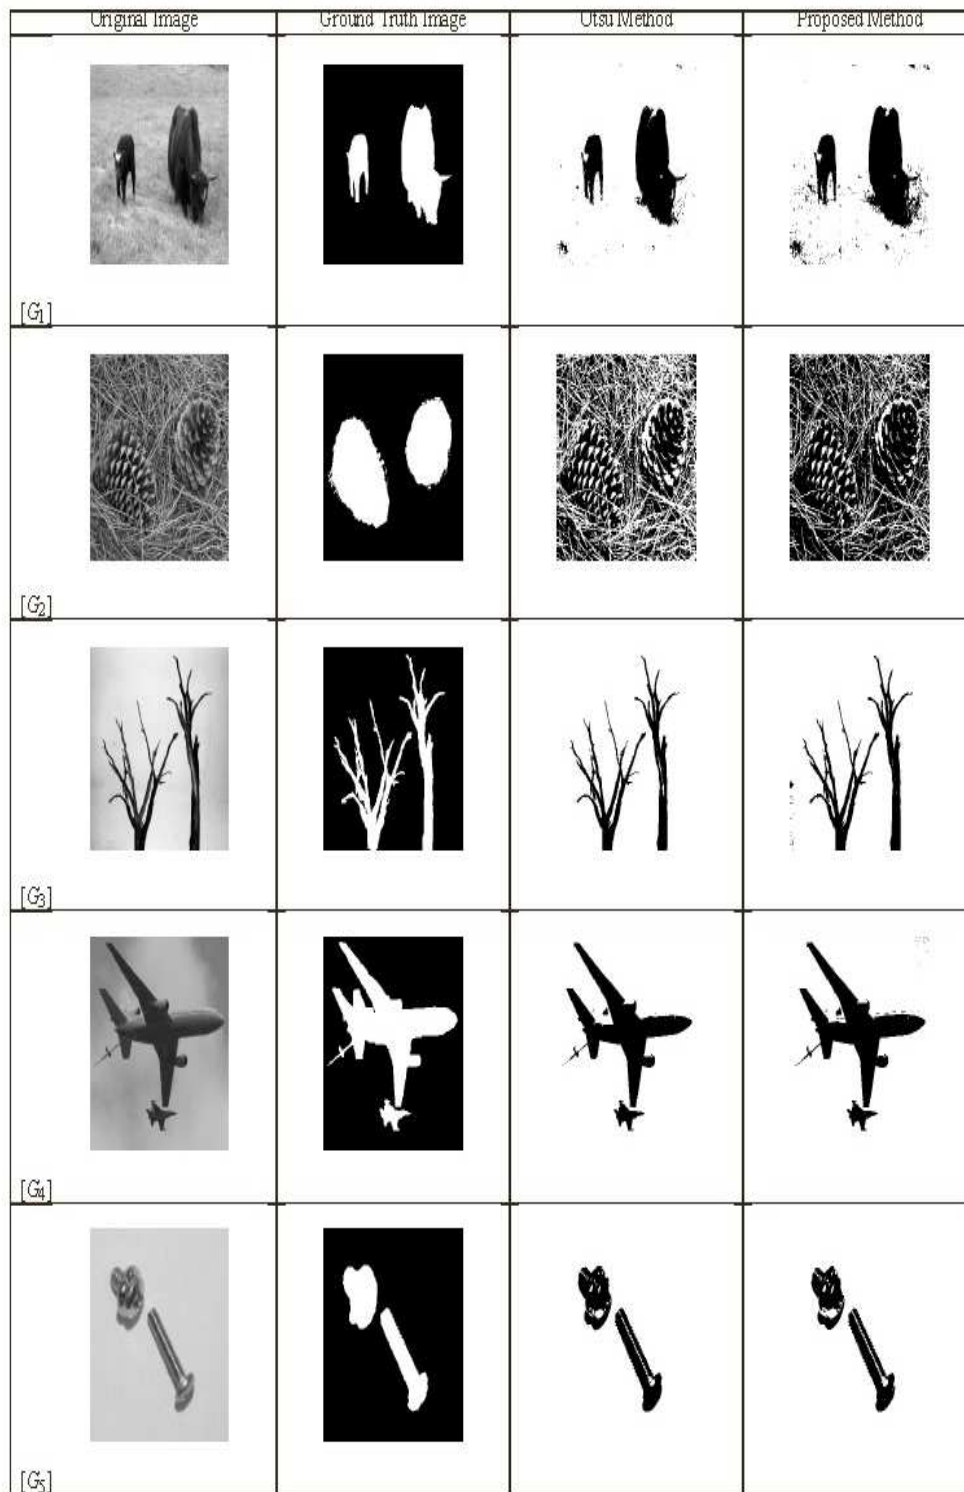 Original Image Ground Truth Image Otsu Method Proposed Method
[G1]
[G2]
[G3]
[G4]
[G5]